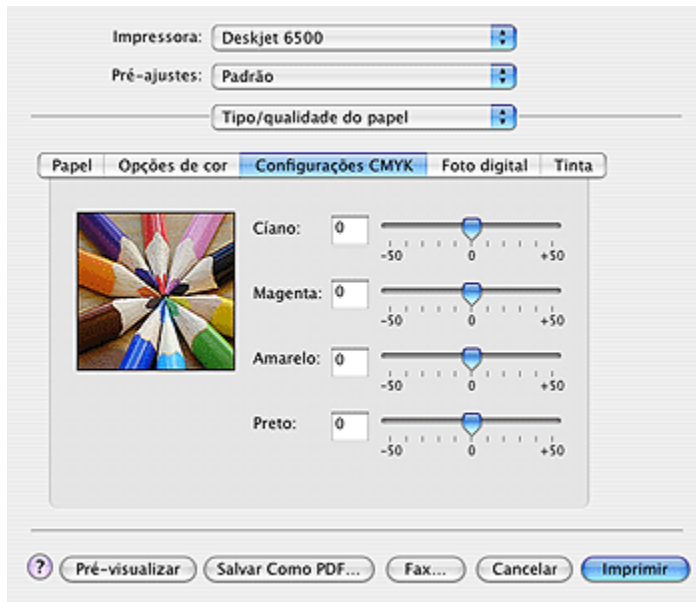 Impressora: Deskjet 6500
Pré-ajustes: Padrão
Tipo/qualidade do papel
Papel Opções de cor Configurações CMYK Foto digital Tinta
Cíano: 0
-50 0 +50
Magenta: 0
-50 0 +50
Amarelo: 0
-50 0 +50
Preto: 0
-50 0 +50
? Pré-visualizar Salvar Como PDF... Fax... Cancelar Imprimir